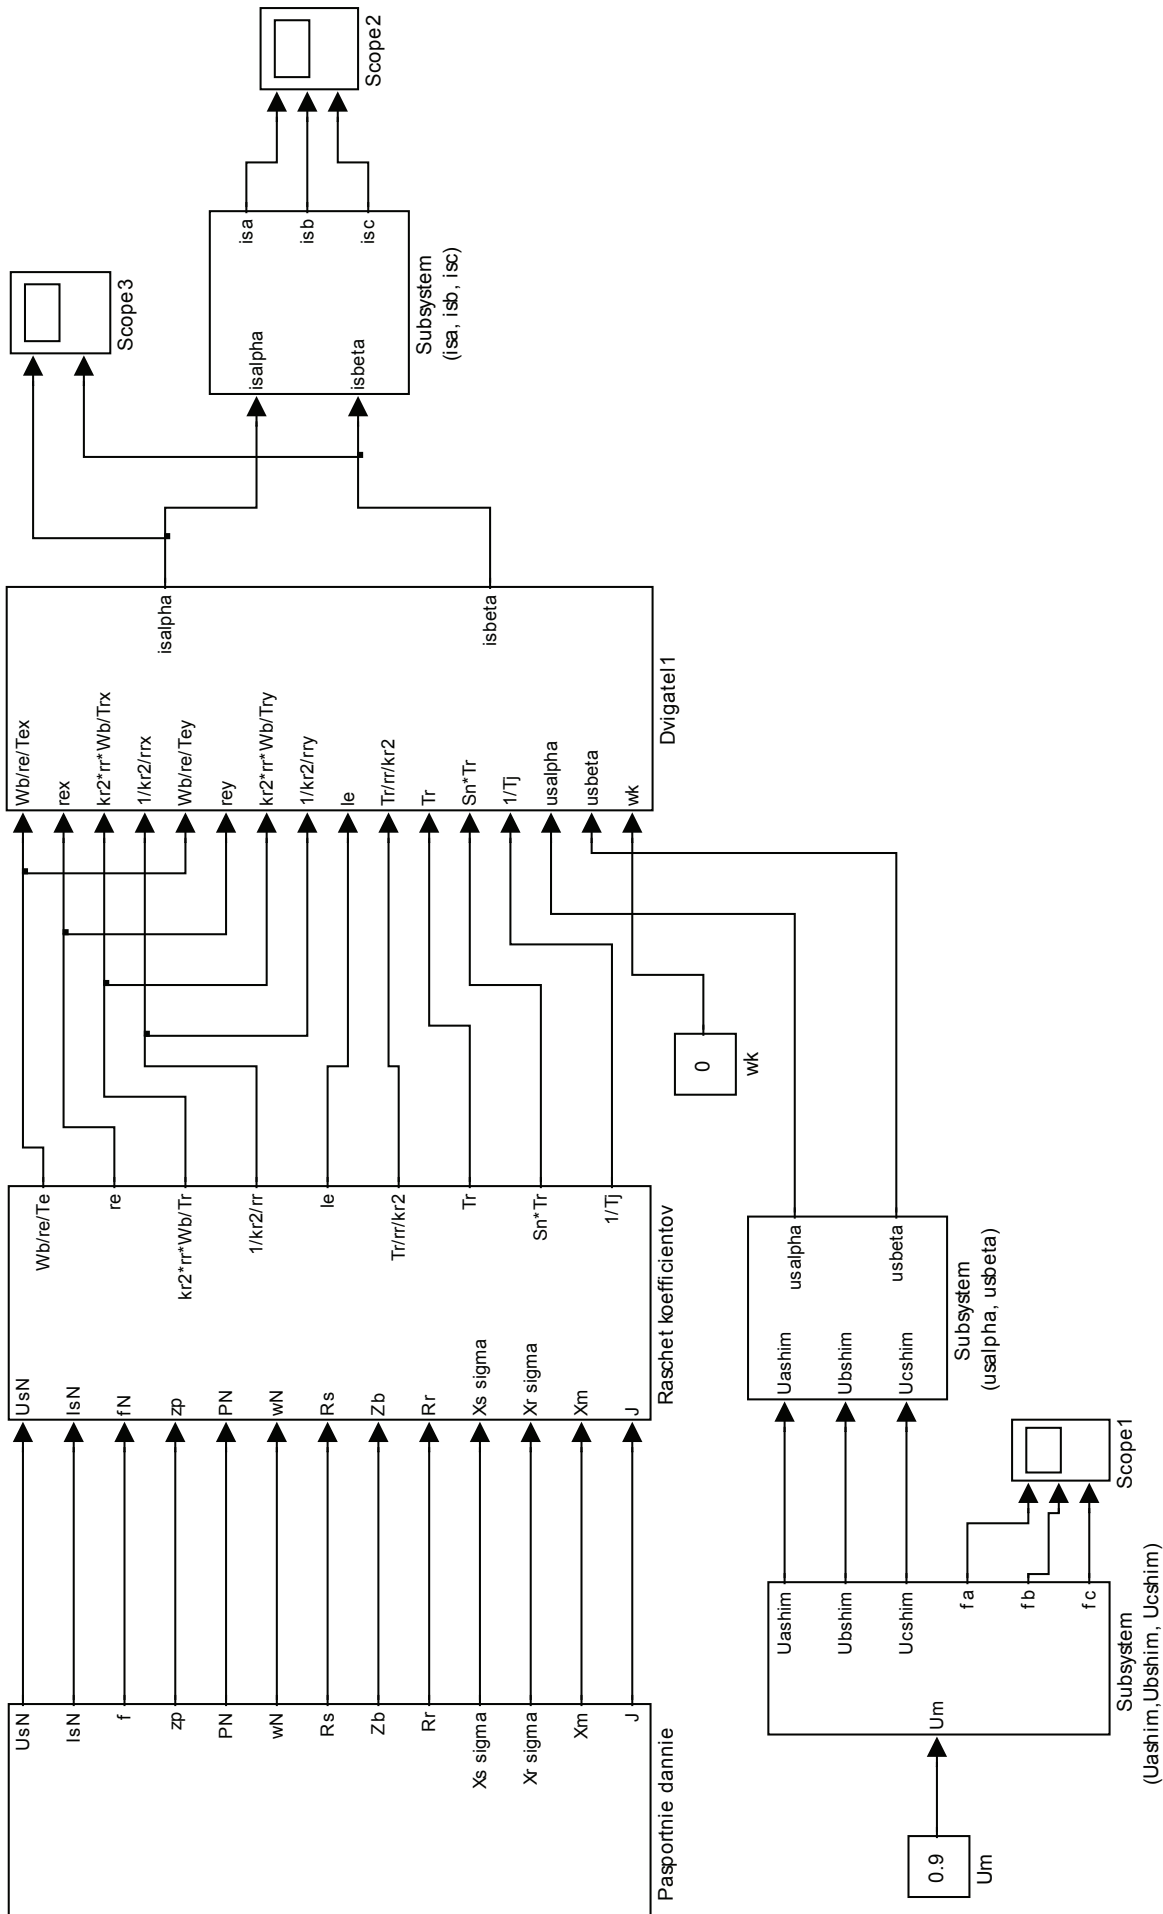 UsN
IsN
f
zp
PN
wN
Rs
Zb
Rr
Xs sigma
Xr sigma
Xm
J
Pasportnie dannie
UsN
IsN
fN
zp
PN
wN
Rs
Zb
Rr
Xs sigma
Xr sigma
Xm
J
Wb/re/Te
re
kr2*rr*Wb/Tr
1/kr2/rr
le
Tr/rr/kr2
Tr
Sn*Tr
1/Tj
Raschet koefficientov
Wb/re/Tex
rex
kr2*rr*Wb/Trx
1/kr2/rrx
Wb/re/Tey
rey
kr2*rr*Wb/Try
1/kr2/rry
le
Tr/rr/kr2
Tr
Sn*Tr
1/Tj
usalpha
usbeta
wk
isalpha
isbeta
Dvigatel1
Scope3
isalpha
isbeta
isa
isb
isc
Subsystem
(isa, isb, isc)
Scope2
0
wk
0.9
Um
Um
Uashim
Ubshim
Ucshim
fa
fb
fc
Subsystem
(Uashim,Ubshim, Ucshim)
Scope1
Uashim
Ubshim
Ucshim
usalpha
usbeta
Subsystem
(usalpha, usbeta)